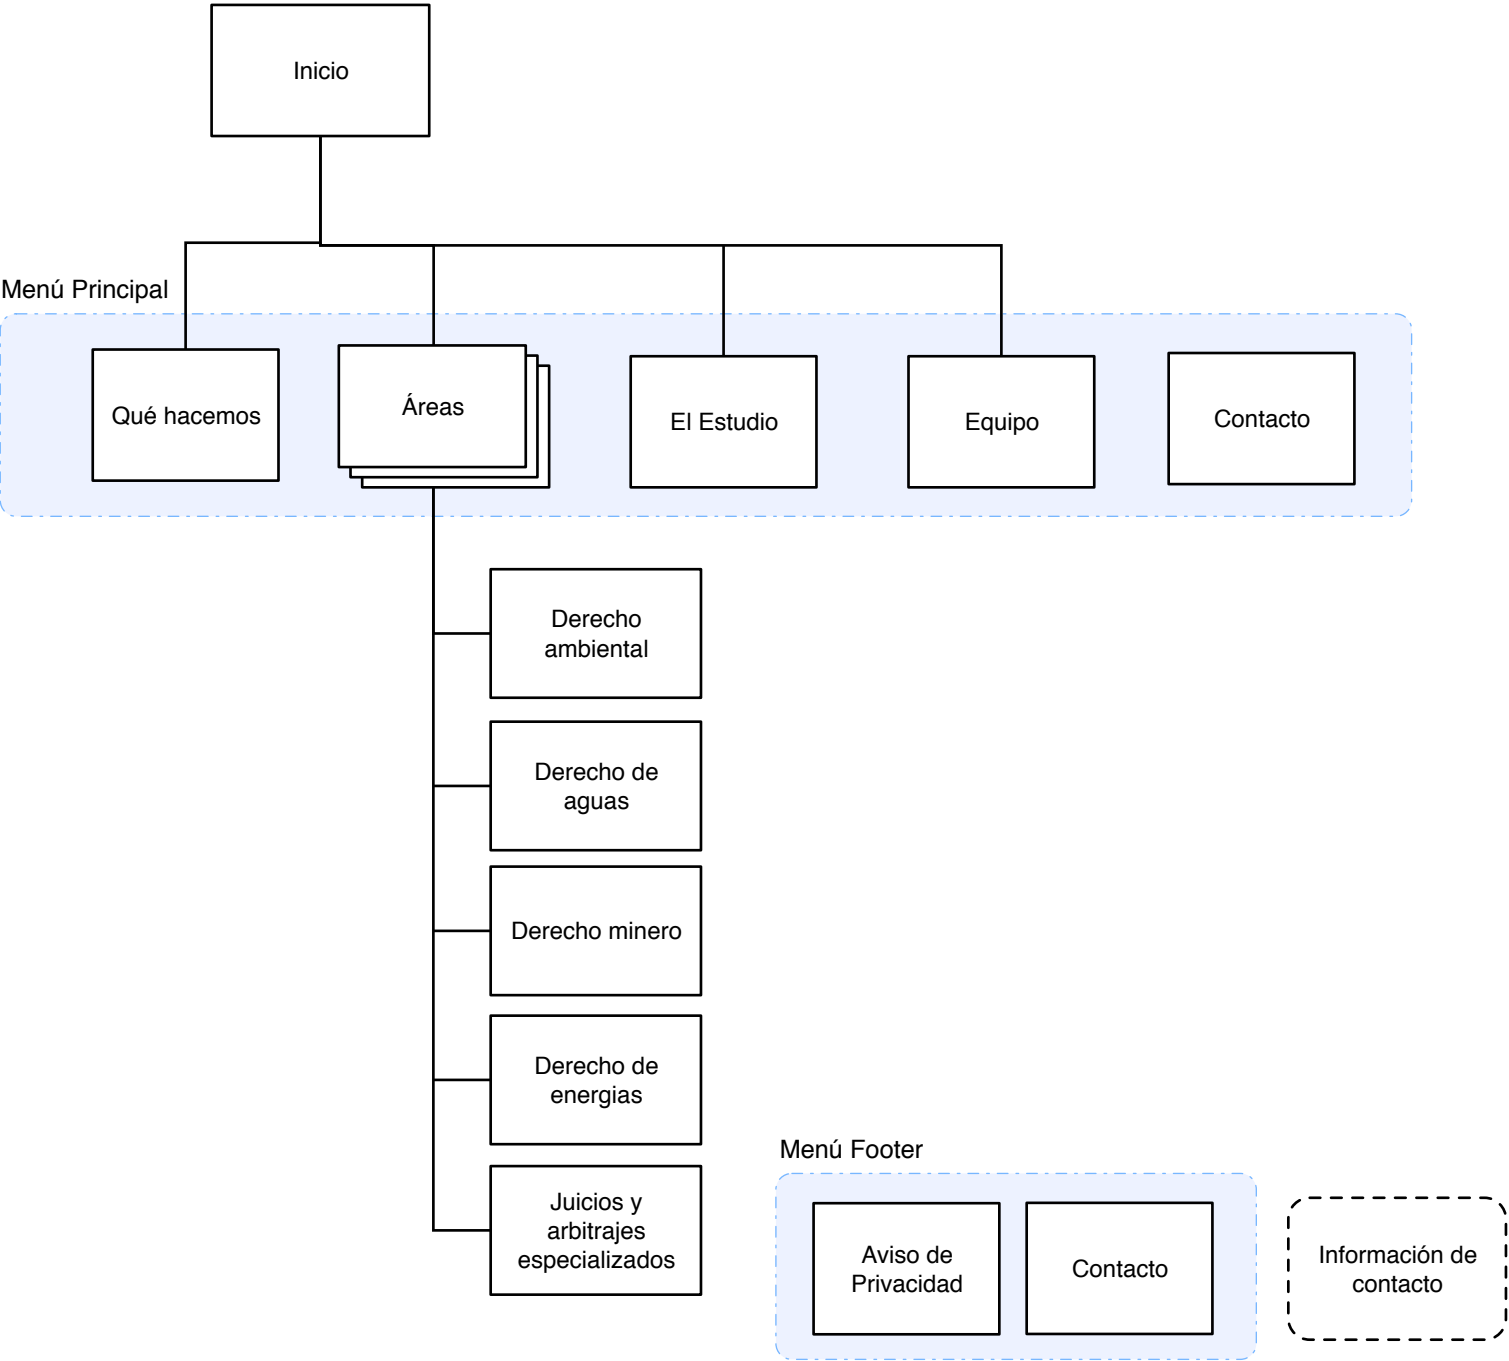 Inicio
Menú Principal
Qué hacemos
Áreas
El Estudio
Equipo
Contacto
Derecho
ambiental
Derecho de
aguas
Derecho minero
Derecho de
energias
Juicios y
arbitrajes
especializados
Menú Footer
Aviso de
Privacidad
Contacto
Información de
contacto